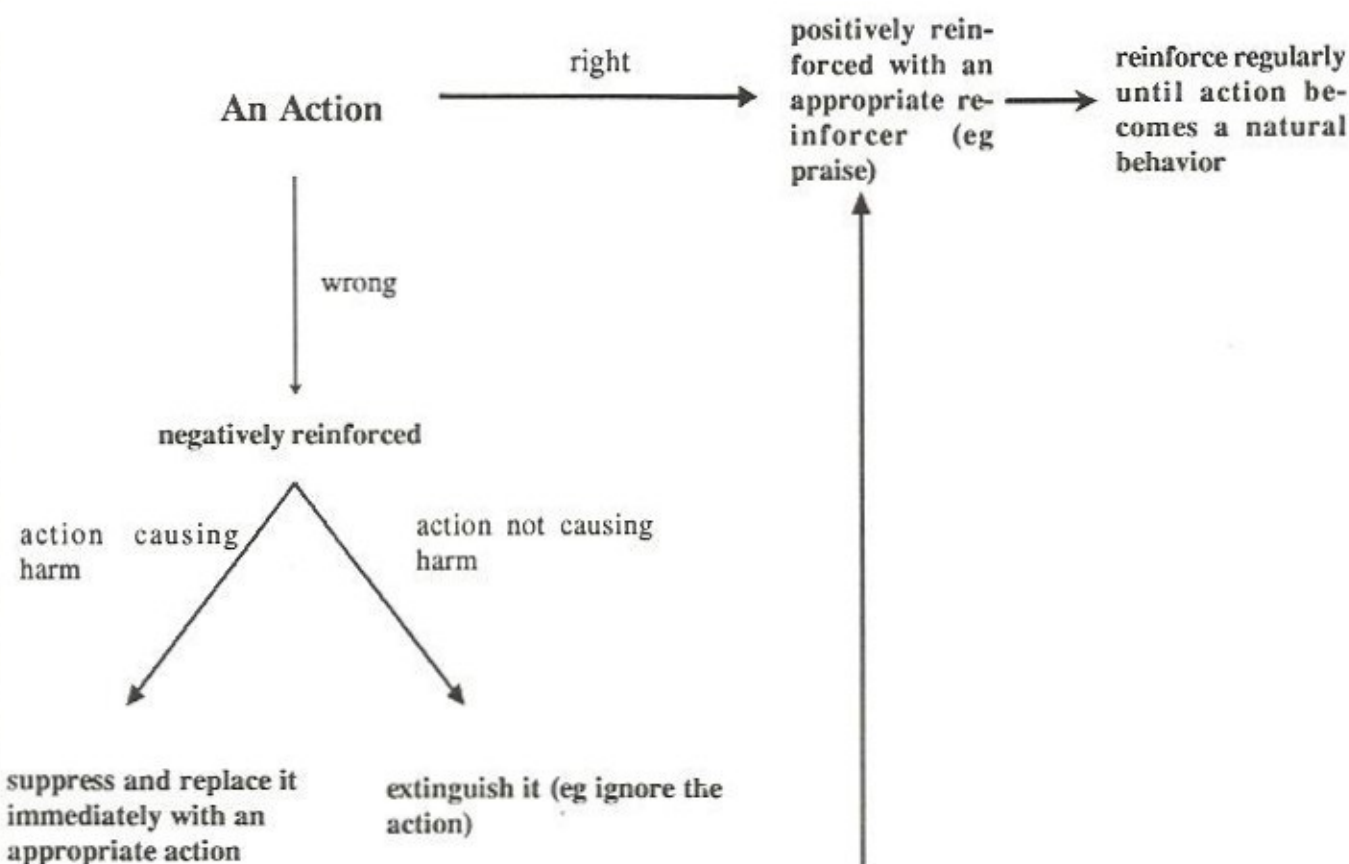 right
An Action
positively rein-
forced with an
appropriate re-
inforcer (eg
praise)
reinforce regularly
until action be-
comes a natural
behavior
wrong
negatively reinforced
action causing
harm
action not causing
harm
suppress and replace it
immediately with an
appropriate action
extinguish it (eg ignore the
action)